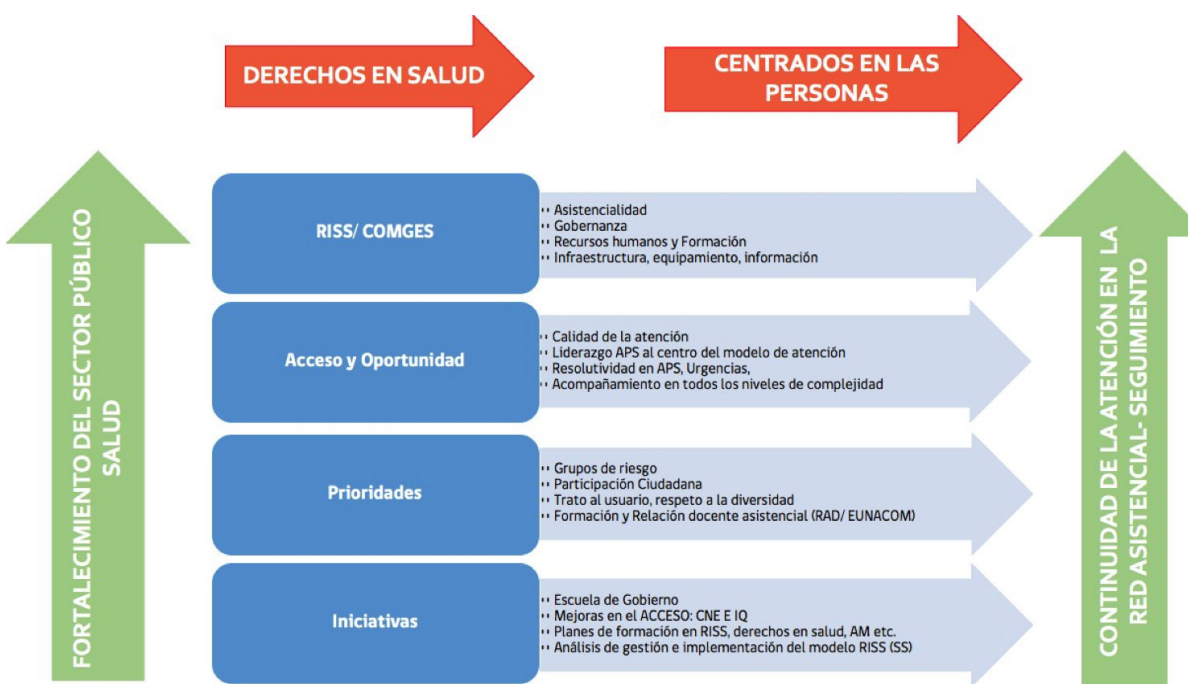 DERECHOS EN SALUD
CENTRADOS EN LAS
PERSONAS
FORTALECIMIENTO DEL SECTOR PÚBLICO
SALUD
RISS/ COMGES
·· Asistencialidad
·· Gobernanza
·· Recursos humanos y Formación
·· Infraestructura, equipamiento, información
Acceso y Oportunidad
·· Calidad de la atención
·· Liderazgo APS al centro del modelo de atención
·· Resolutividad en APS, Urgencias,
·· Acompañamiento en todos los niveles de complejidad
Prioridades
·· Grupos de riesgo
·· Participación Ciudadana
·· Trato al usuario, respeto a la diversidad
·· Formación y Relación docente asistencial (RAD/ EUNACOM)
Iniciativas
·· Escuela de Gobierno
·· Mejoras en el ACCESO: CNE E IQ
·· Planes de formación en RISS, derechos en salud, AM etc.
·· Análisis de gestión e implementación del modelo RISS (SS)
CONTINUIDAD DE LA ATENCIÓN EN LA
RED ASISTENCIAL- SEGUIMIENTO